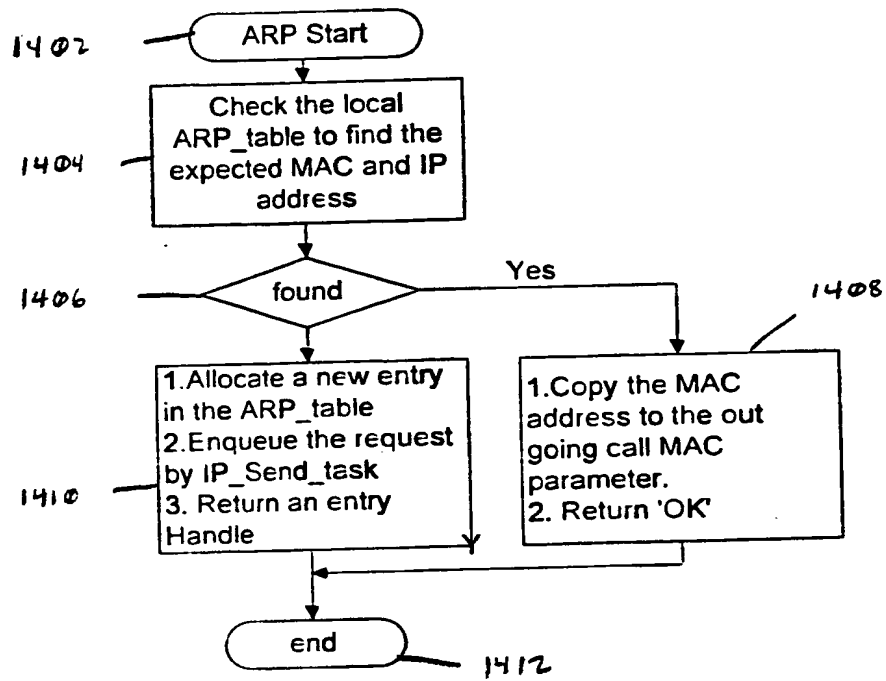 1402
ARP Start
1404
Check the local
ARP_table to find the
expected MAC and IP
address
1406
found
Yes
1408
1410
1.Allocate a new entry
in the ARP_table
2.Enqueue the request
by IP_Send_task
3. Return an entry
Handle
1.Copy the MAC
address to the out
going call MAC
parameter.
2. Return 'OK'
end
1412